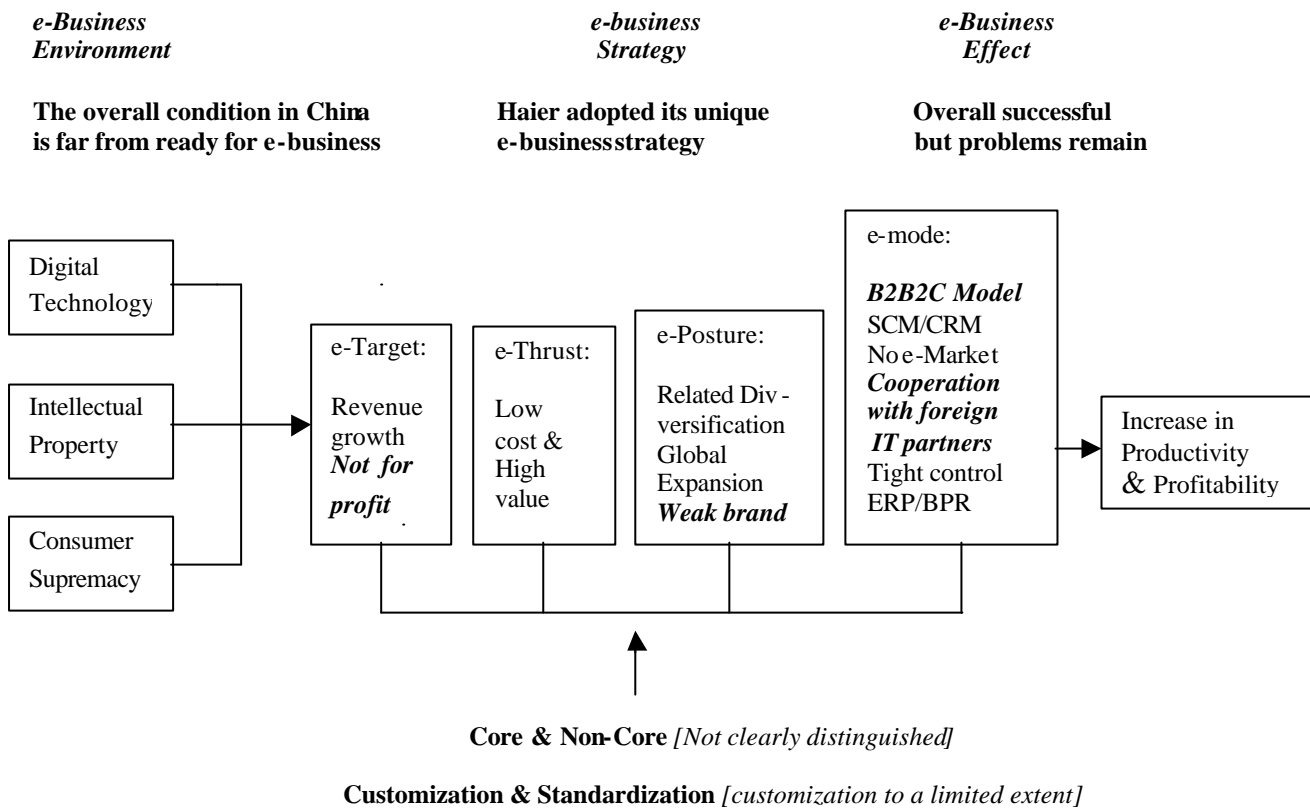 e-Business
Environment
e-business
Strategy
e-Business
Effect
The overall condition in China
is far from ready for e-business
Haier adopted its unique
e-business strategy
Overall successful
but problems remain
Digital
Technology
Intellectual
Property
Consumer
Supremacy
e-Target:
Revenue
growth
Not for
profit
e-Thrust:
Low
cost &
High
value
e-Posture:
Related Div-
versification
Global
Expansion
Weak brand
e-mode:
B2B2C Model
SCM/CRM
No e-Market
Cooperation
with foreign
IT partners
Tight control
ERP/BPR
Increase in
Productivity
& Profitability
Core & Non-Core [Not clearly distinguished]
Customization & Standardization [customization to a limited extent]